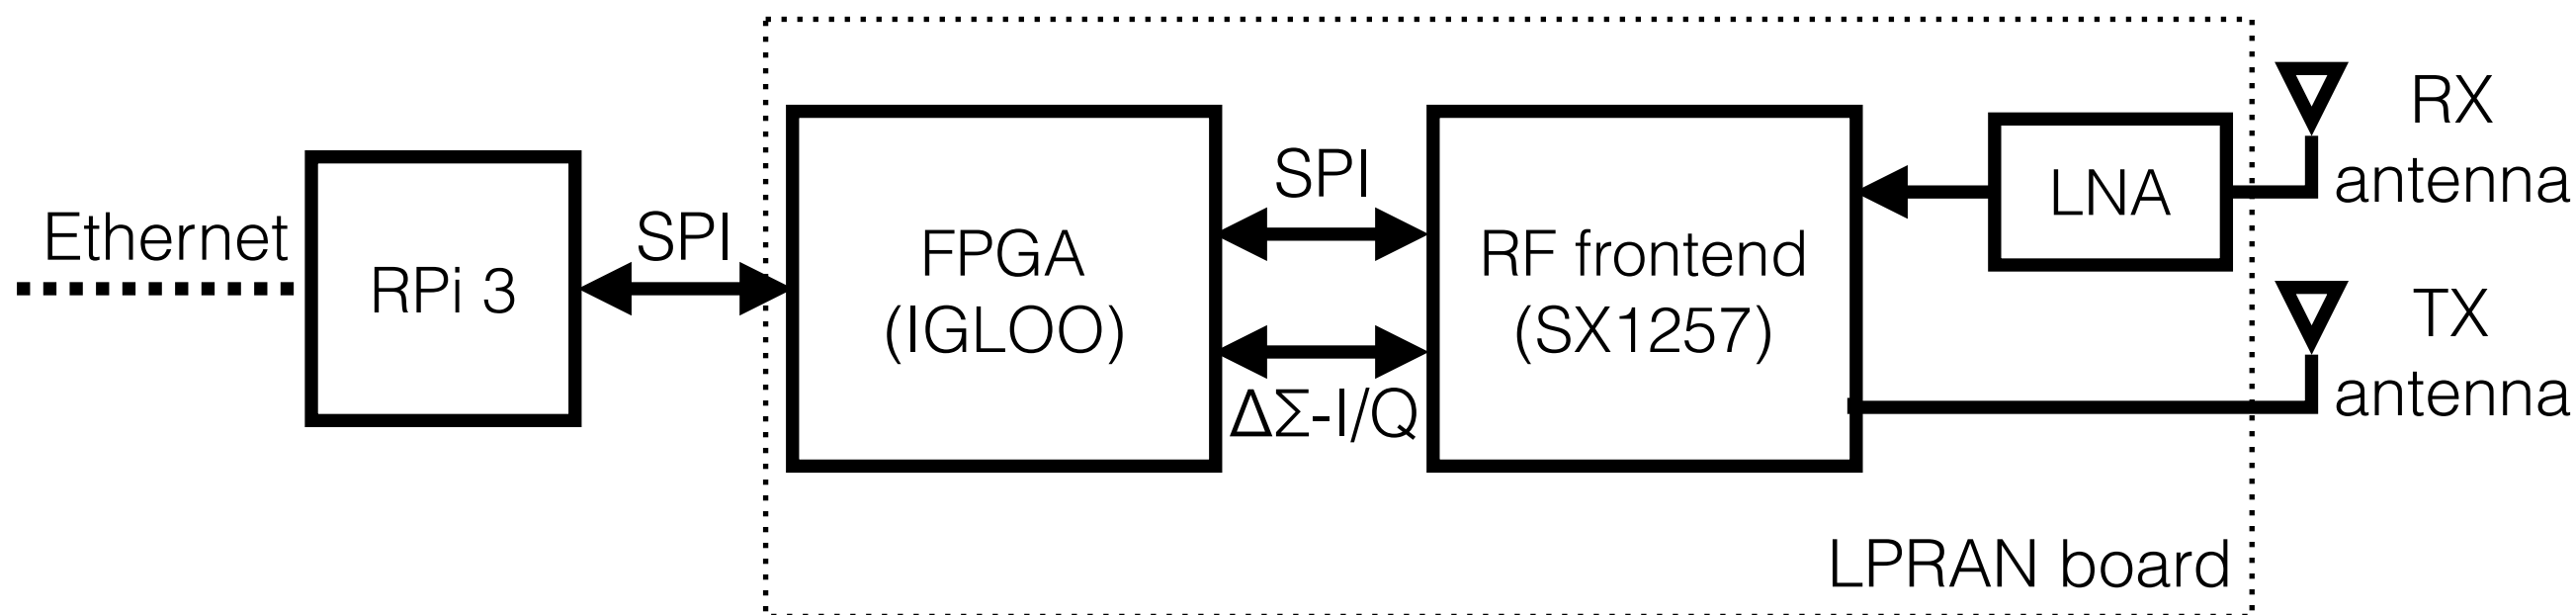 Ethernet
RPi 3
SPI
FPGA
(IGLOO)
SPI
ΔΣ-I/Q
RF frontend
(SX1257)
LNA
RX
antenna
TX
antenna
LPRAN board